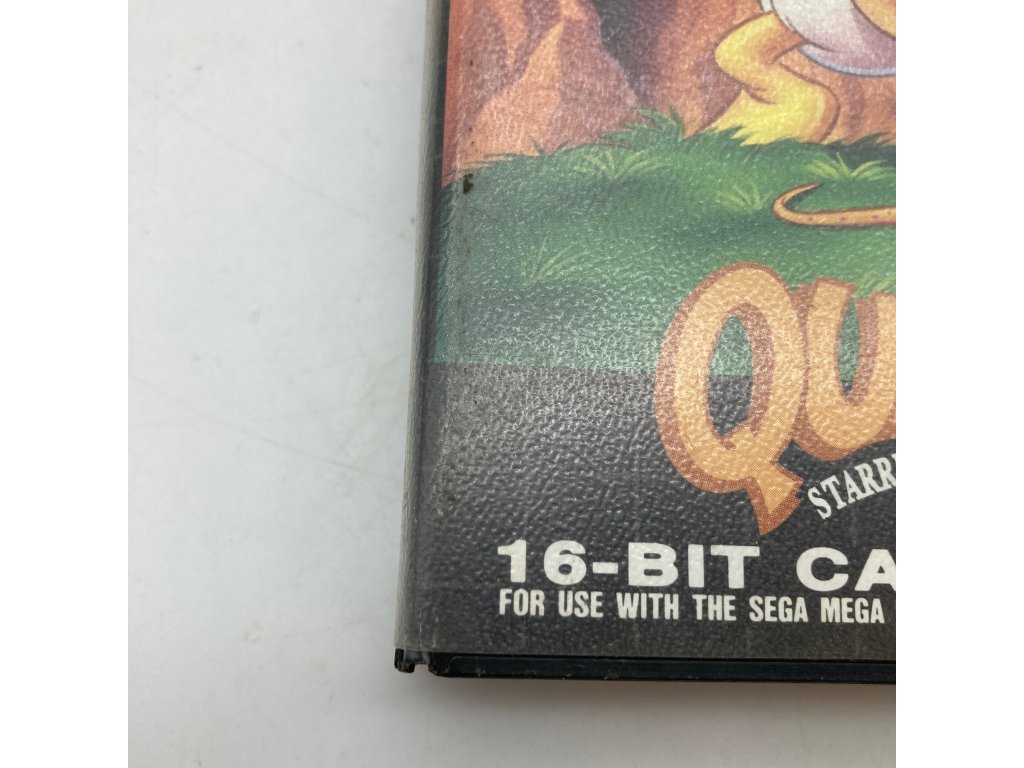 QU
STARR
16-BIT CA
FOR USE WITH THE SEGA MEGA